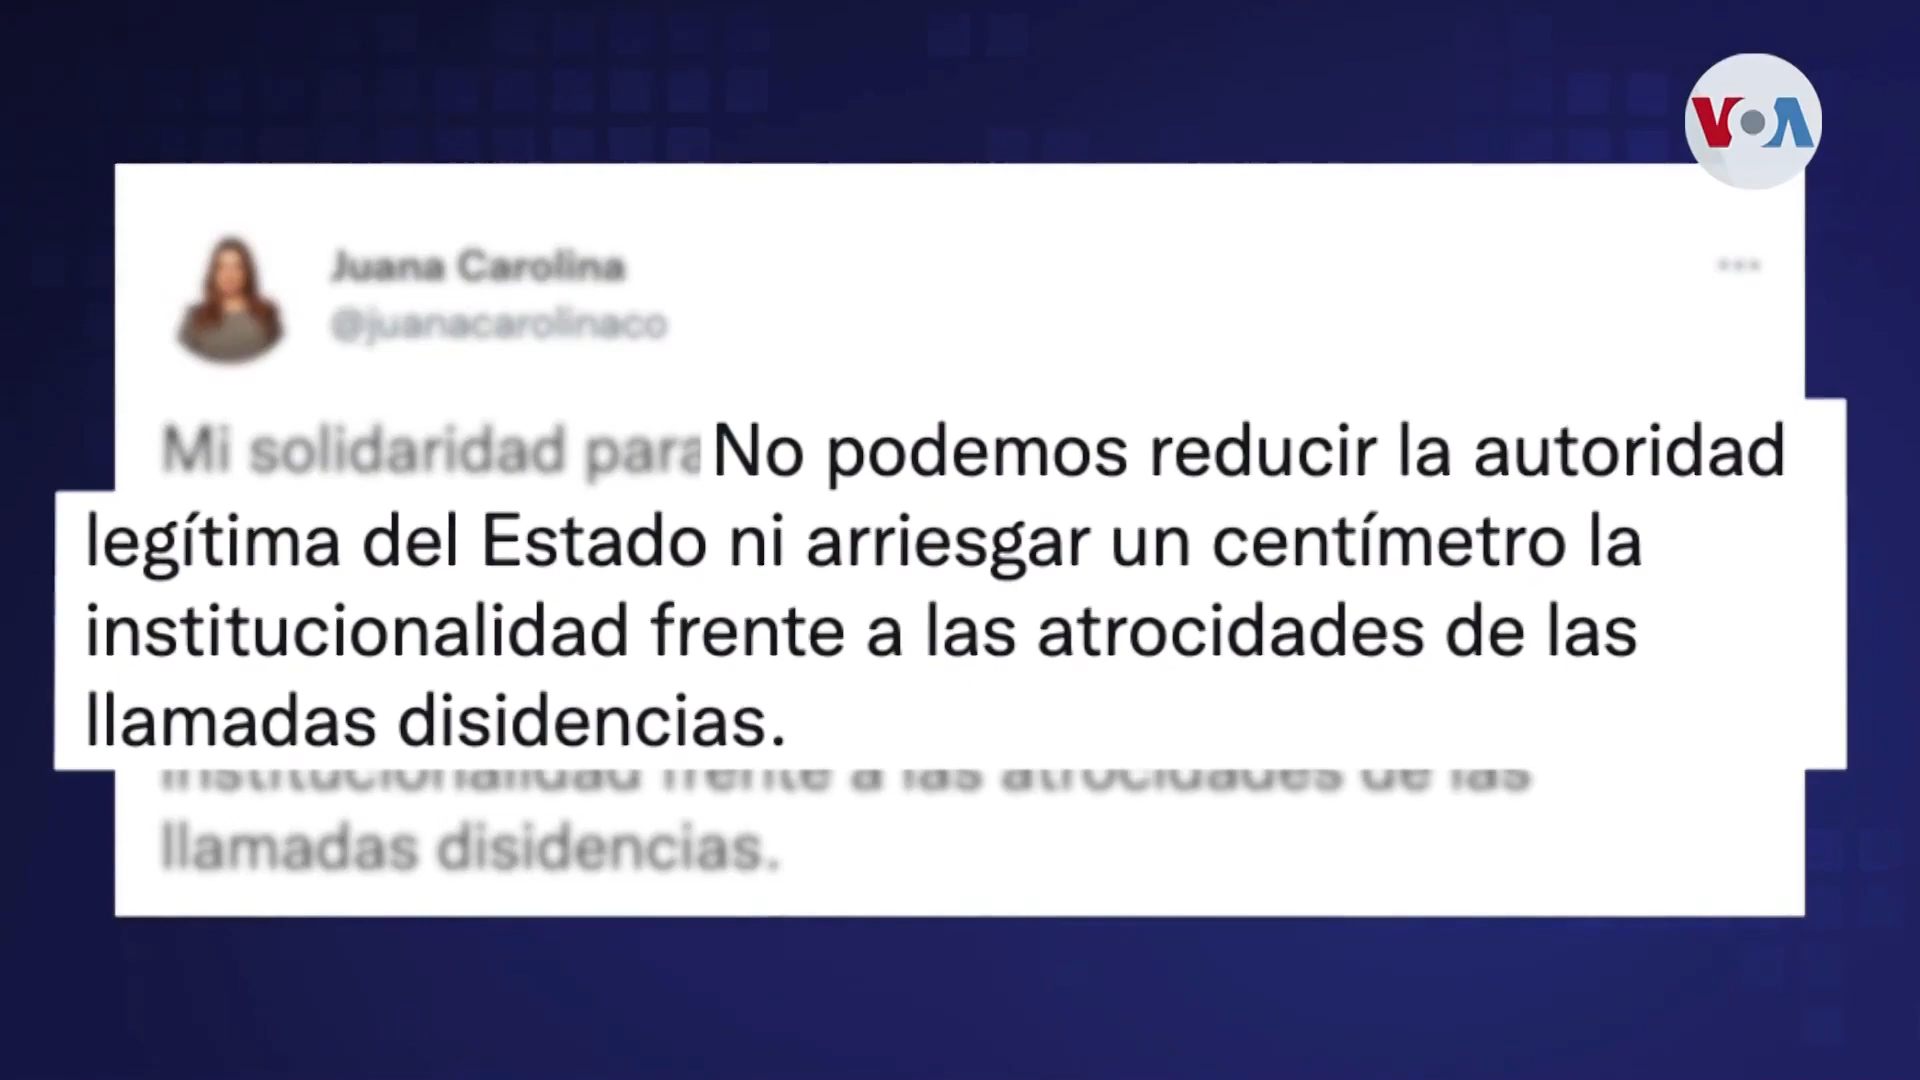 VOA
Juana Carolina
@juanacarolinaco
Mi solidaridad para
No podemos reducir la autoridad
legítima del Estado ni arriesgar un centímetro la
institucionalidad frente a las atrocidades de las
llamadas disidencias.
institucionalidad frente a las atrocidades de las
llamadas disidencias.